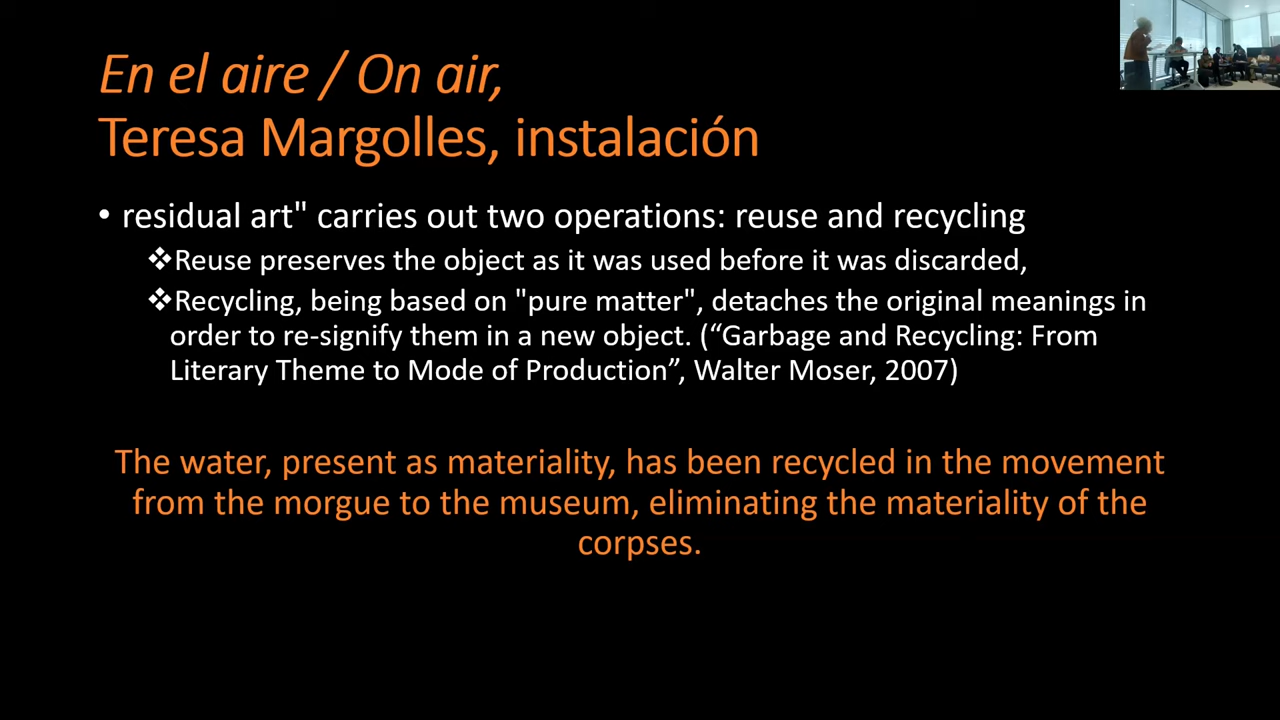 En el aire / On air,
Teresa Margolles, instalación
• residual art" carries out two operations: reuse and recycling
❖Reuse preserves the object as it was used before it was discarded,
❖Recycling, being based on "pure matter", detaches the original meanings in
order to re-signify them in a new object. (“Garbage and Recycling: From
Literary Theme to Mode of Production”, Walter Moser, 2007)
The water, present as materiality, has been recycled in the movement
from the morgue to the museum, eliminating the materiality of the
corpses.